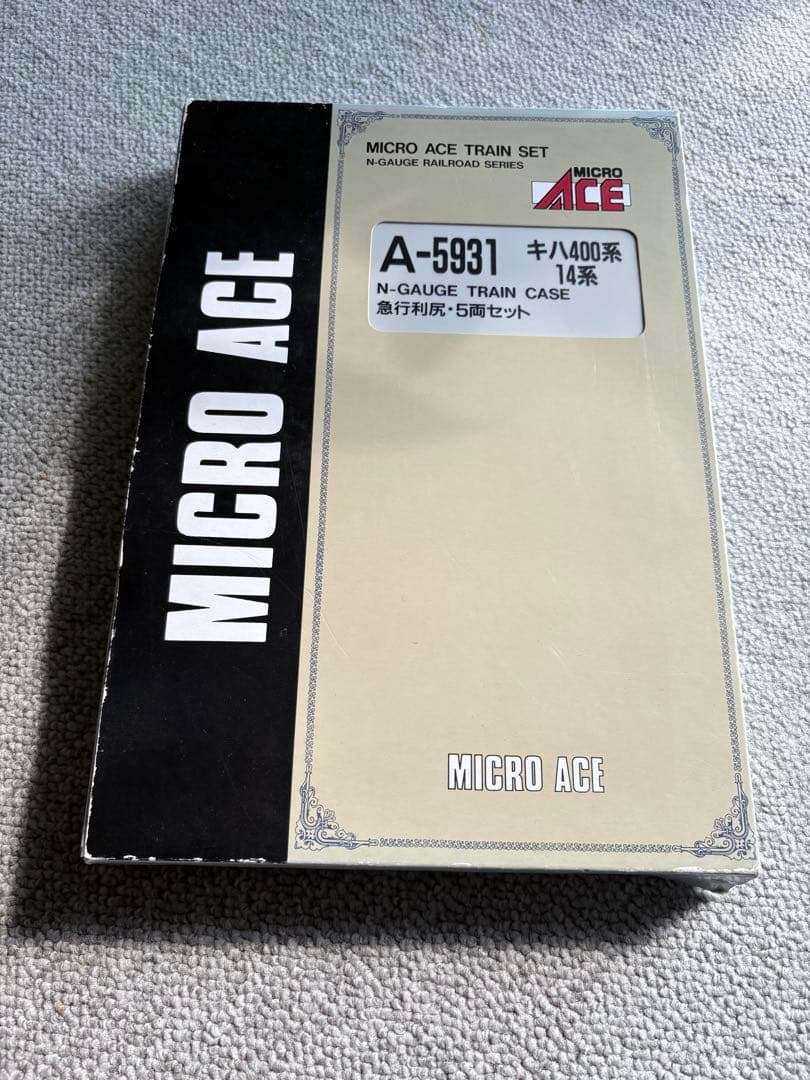 MICRO ACE TRAIN SET
N-GAUGE RAILROAD SERIES
MICRO
ACE
A-5931 キハ400系
14系
N-GAUGE TRAIN CASE
急行利尻・5両セット
MICRO ACE
MICRO ACE